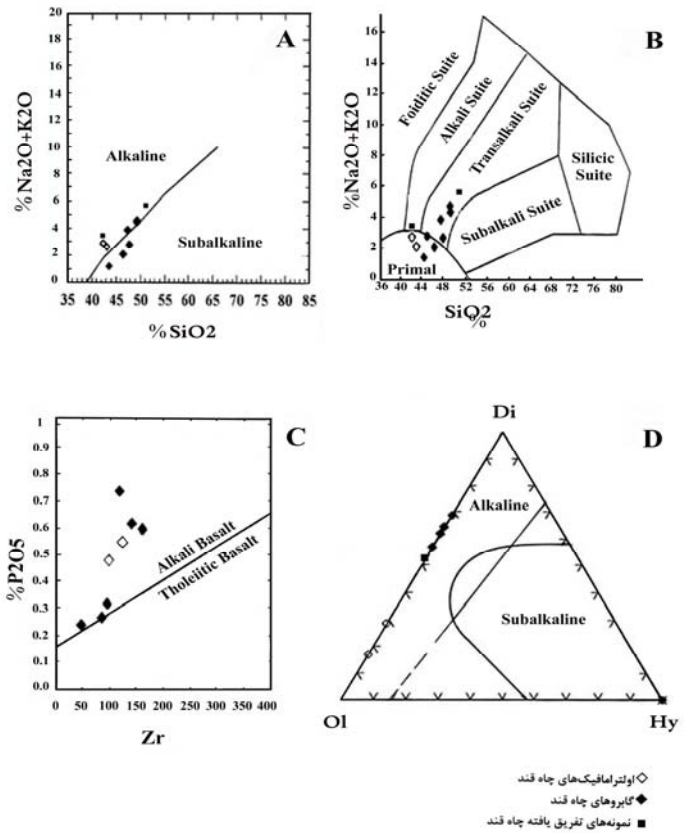 A
%Na2O+K2O
16
14
12
10
8
6
4
2
0
Alkaline
Subalkaline
35 40 45 50 55 60 65 70 75 80 85
% SiO2
B
%Na2O+K2O
16
14
12
10
8
6
4
2
0
Foiditic Suite
Alkali Suite
Transalkali Suite
Silicic
Suite
Subalkali Suite
Primal
36 41 44 48 52 56 60 64 68 72 76 80
SiO2
%
C
%P2O5
1
0.9
0.8
0.7
0.6
0.5
0.4
0.3
0.2
0.1
0.0
Alkali Basalt
Tholeiitic Basalt
0 50 100 150 200 250 300 350 400
Zr
D
Di
Alkaline
Subalkaline
Ol
Hy
اولترامافیک‌های چاه قند
گابروهای چاه قند
نمونه‌های تفریق یافته چاه قند